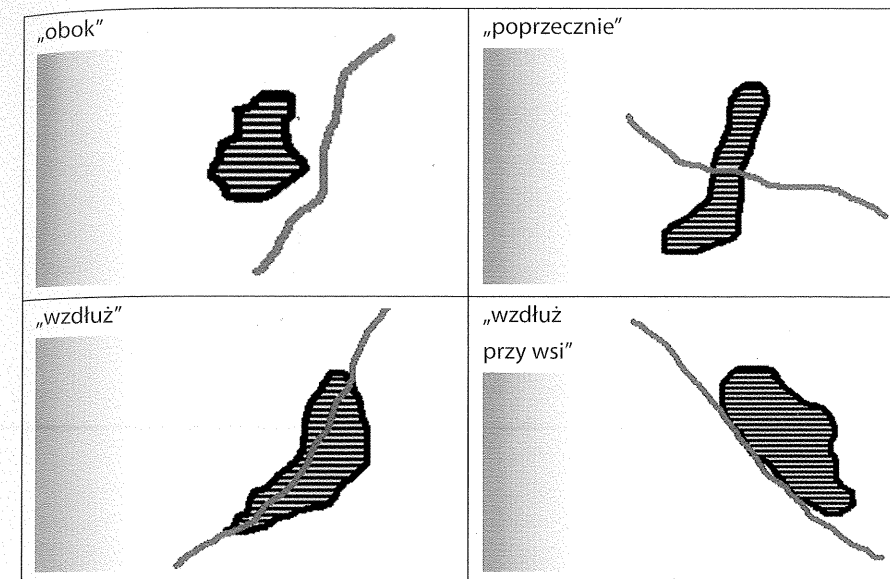 „obok”
„poprzecznie”
„wzdłuż”
„wzdłuż
przy wsi”